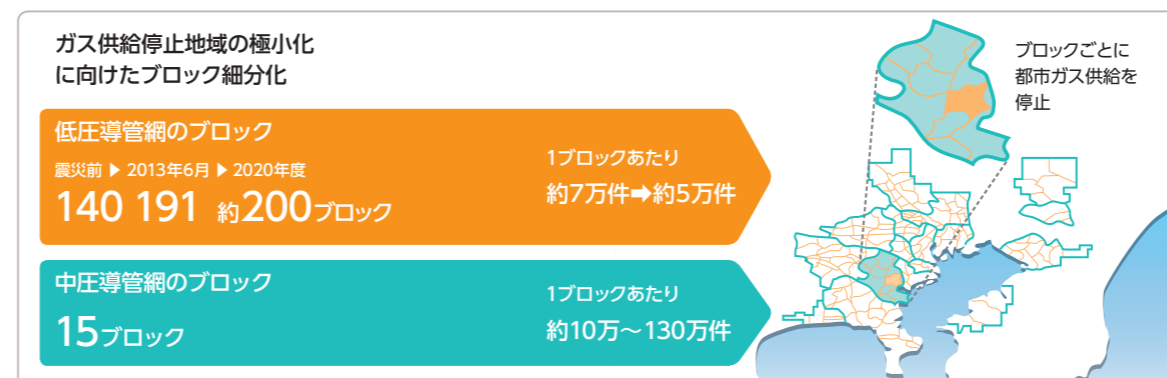 ガス供給停止地域の極小化
に向けたブロック細分化
低圧導管網のブロック
震災前 ▶ 2013年6月 ▶ 2020年度
140 191 約200ブロック
1ブロックあたり
約7万件➡約5万件
中圧導管網のブロック
15ブロック
1ブロックあたり
約10万～130万件
ブロックごとに
都市ガス供給を
停止